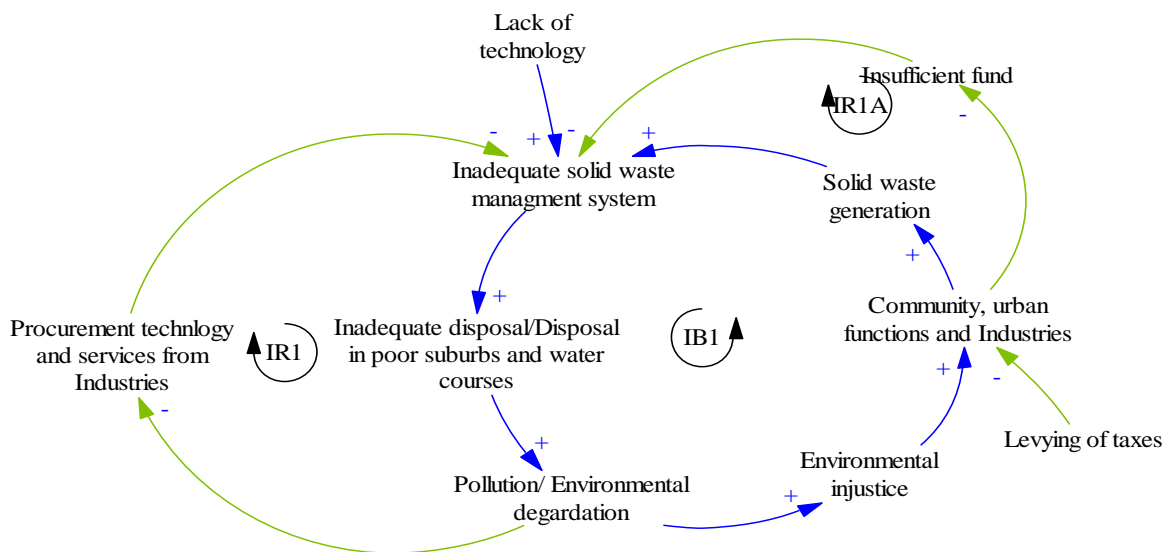 Lack of
technology
Insufficient fund
IR1A
-
-
+
-
+
Inadequate solid waste
managment system
Solid waste
generation
+
+
Community, urban
functions and Industries
Procurement technlogy
and services from
Industries
IR1
Inadequate disposal/Disposal
in poor suburbs and water
courses
IB1
+
-
-
+
Levying of taxes
Environmental
injustice
Pollution/ Environmental
degardation
+